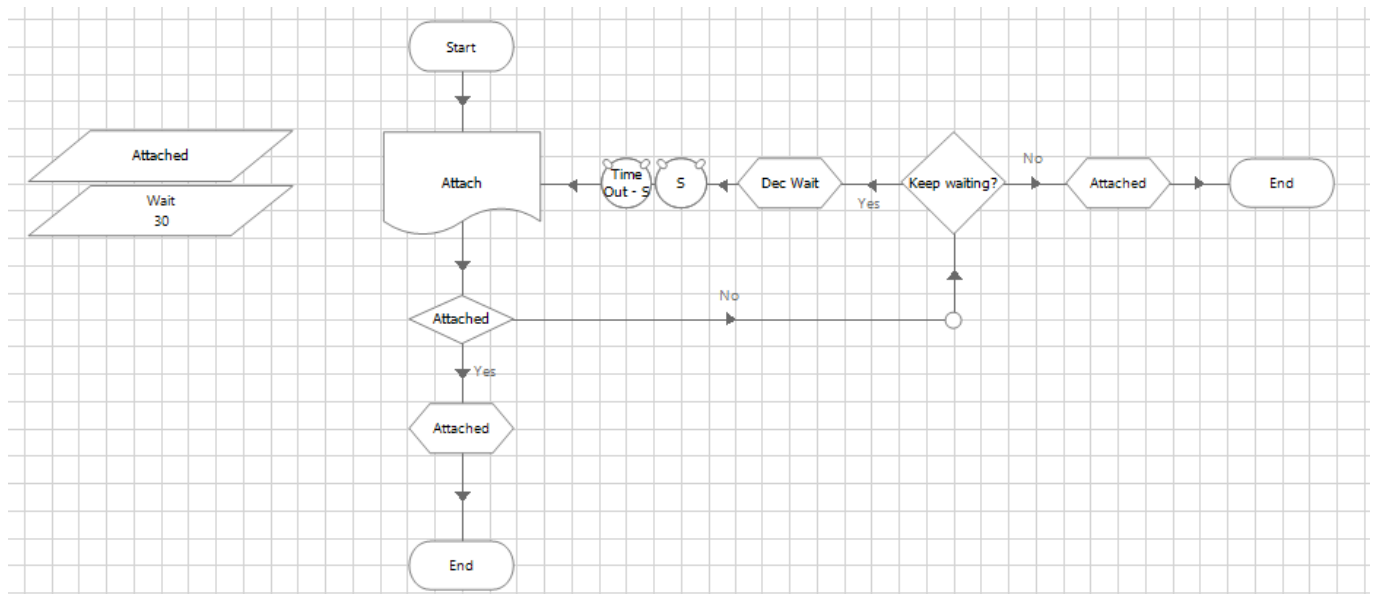 Start
Attached
Wait
30
Attach
Time
Out - S
S
Dec Wait
Yes
Keep waiting?
No
Attached
End
Attached
No
Yes
Attached
End